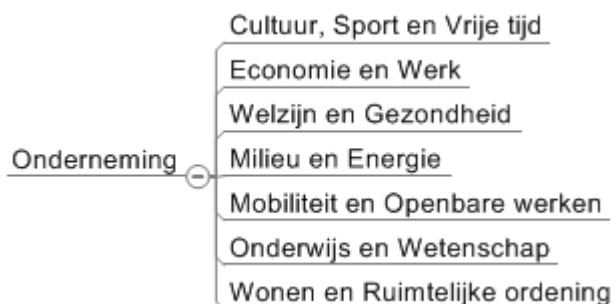 Cultuur, Sport en Vrije tijd
Economie en Werk
Welzijn en Gezondheid
Onderneming
Milieu en Energie
Mobiliteit en Openbare werken
Onderwijs en Wetenschap
Wonen en Ruimtelijke ordening